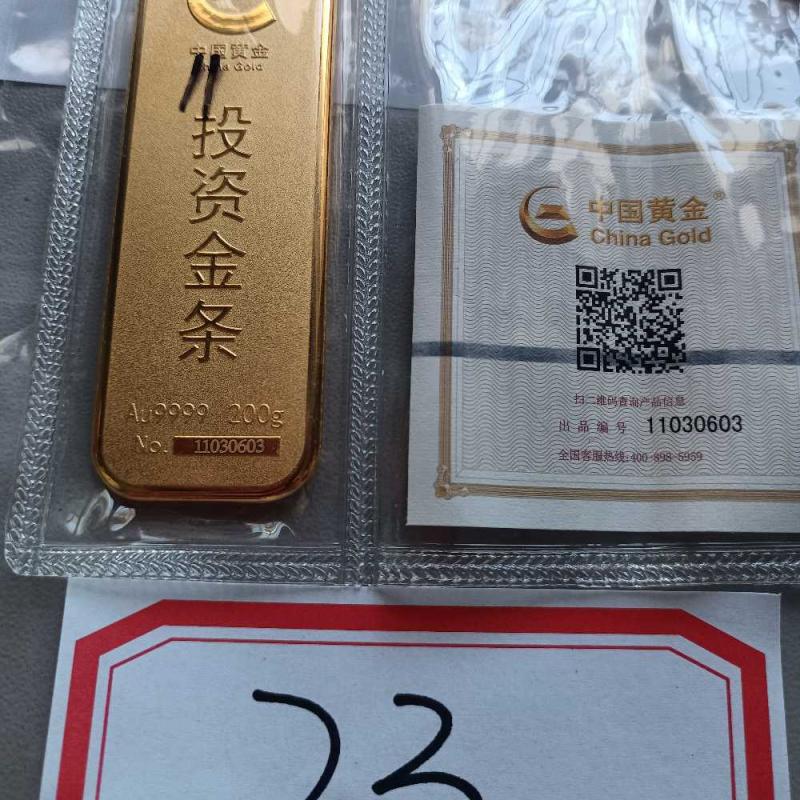 中国黄金
China Gold
投资金条
Au9999 200g
No. 11030603
中国黄金®
China Gold
扫二维码查询产品信息
出品编号 11030603
全国客服热线:400-898-5959
23